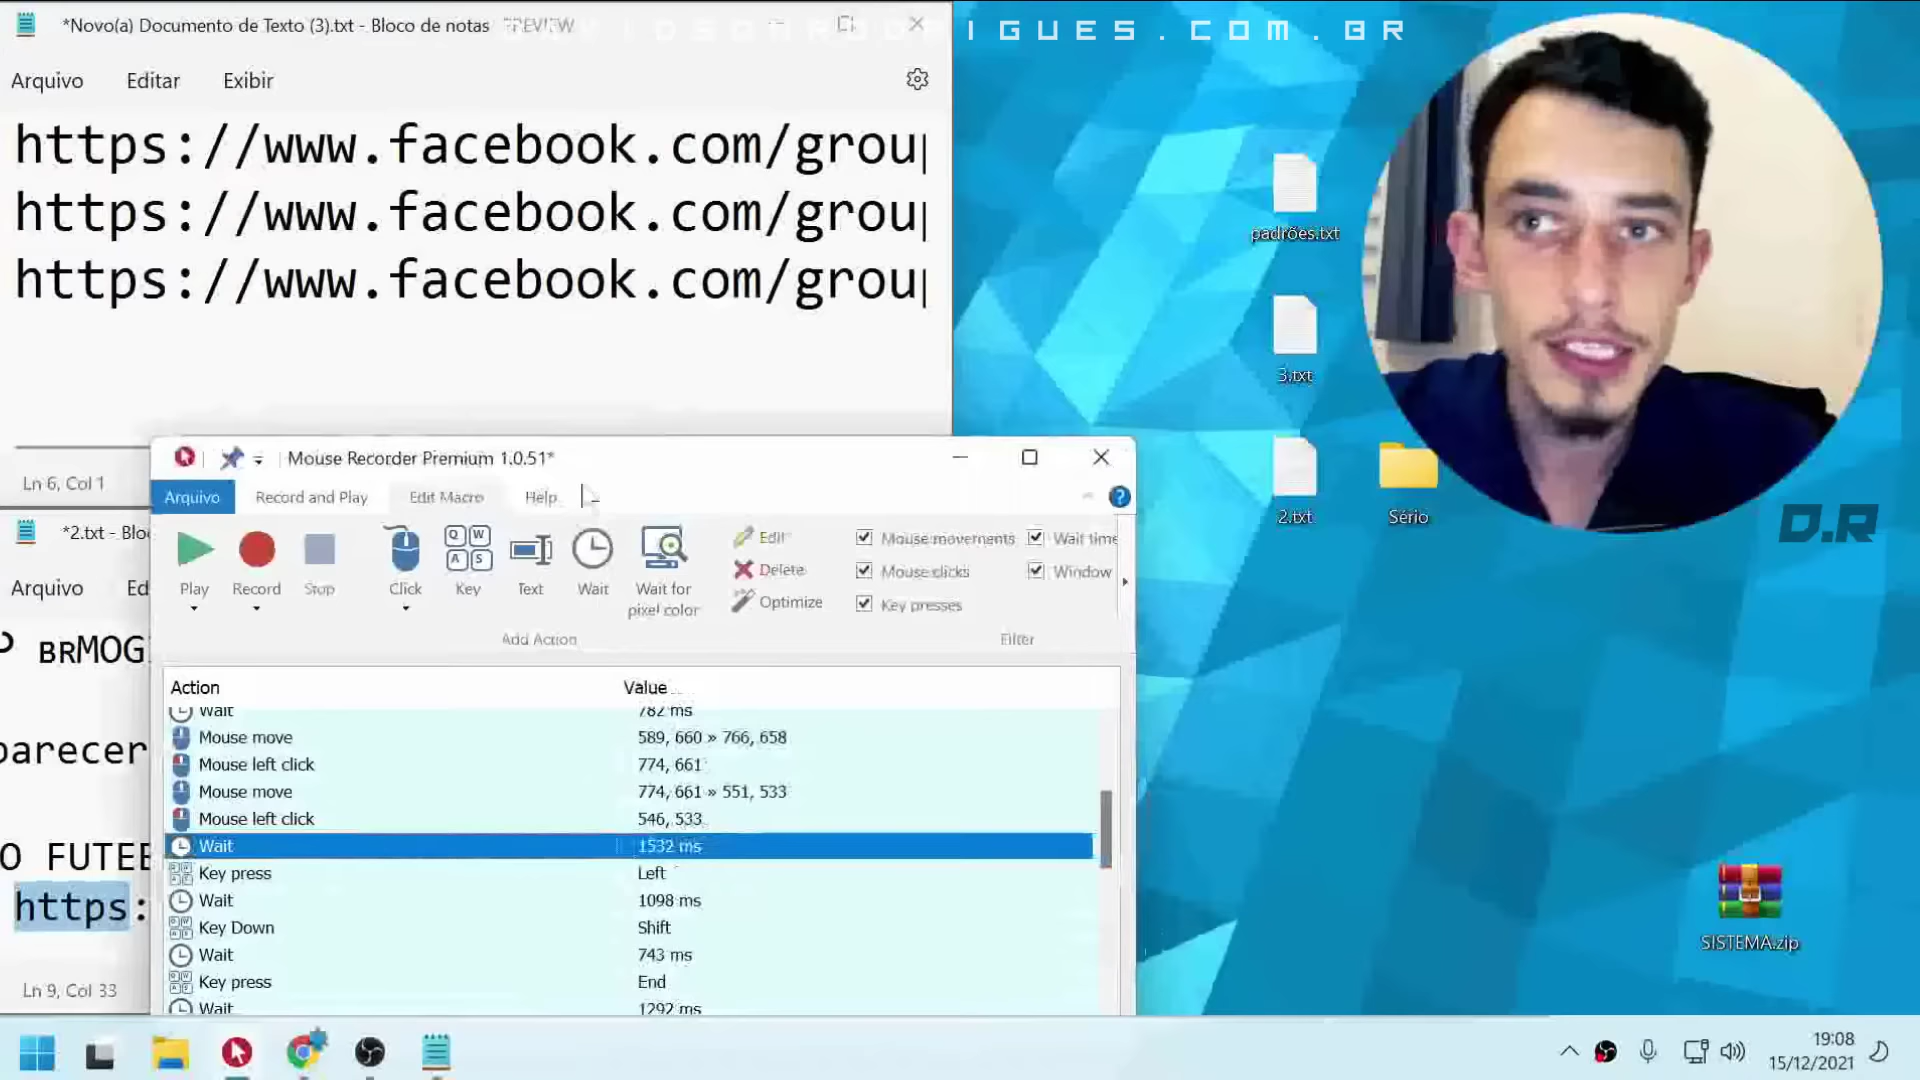 *Novo(a) Documento de Texto (3).txt - Bloco de notas PREVIEW
IGUES.COM.BR
Arquivo Editar Exibir
https://www.facebook.com/grou
https://www.facebook.com/grou
https://www.facebook.com/grou
Ln 6, Col 1
*2.txt - Blo
Arquivo Ed
BRMOG
parecer
O FUTEB
https:
Ln 9, Col 33
Mouse Recorder Premium 1.0.51*
Arquivo Record and Play Edit Macro Help
Play Record Stop Click Key Text Wait Wait for pixel color
Edit
Delete
Optimize
Mouse movements Wait time
Mouse clicks Window
Key presses
Add Action Filter
Action Value
Wait 782 ms
Mouse move 589, 660 » 766, 658
Mouse left click 774, 661
Mouse move 774, 661 » 551, 533
Mouse left click 546, 533
Wait 1532 ms
Key press Left
Wait 1098 ms
Key Down Shift
Wait 743 ms
Key press End
Wait 1292 ms
padrões.txt
3.txt
2.txt
Sério
D.R
SISTEMA.zip
19:08
15/12/2021